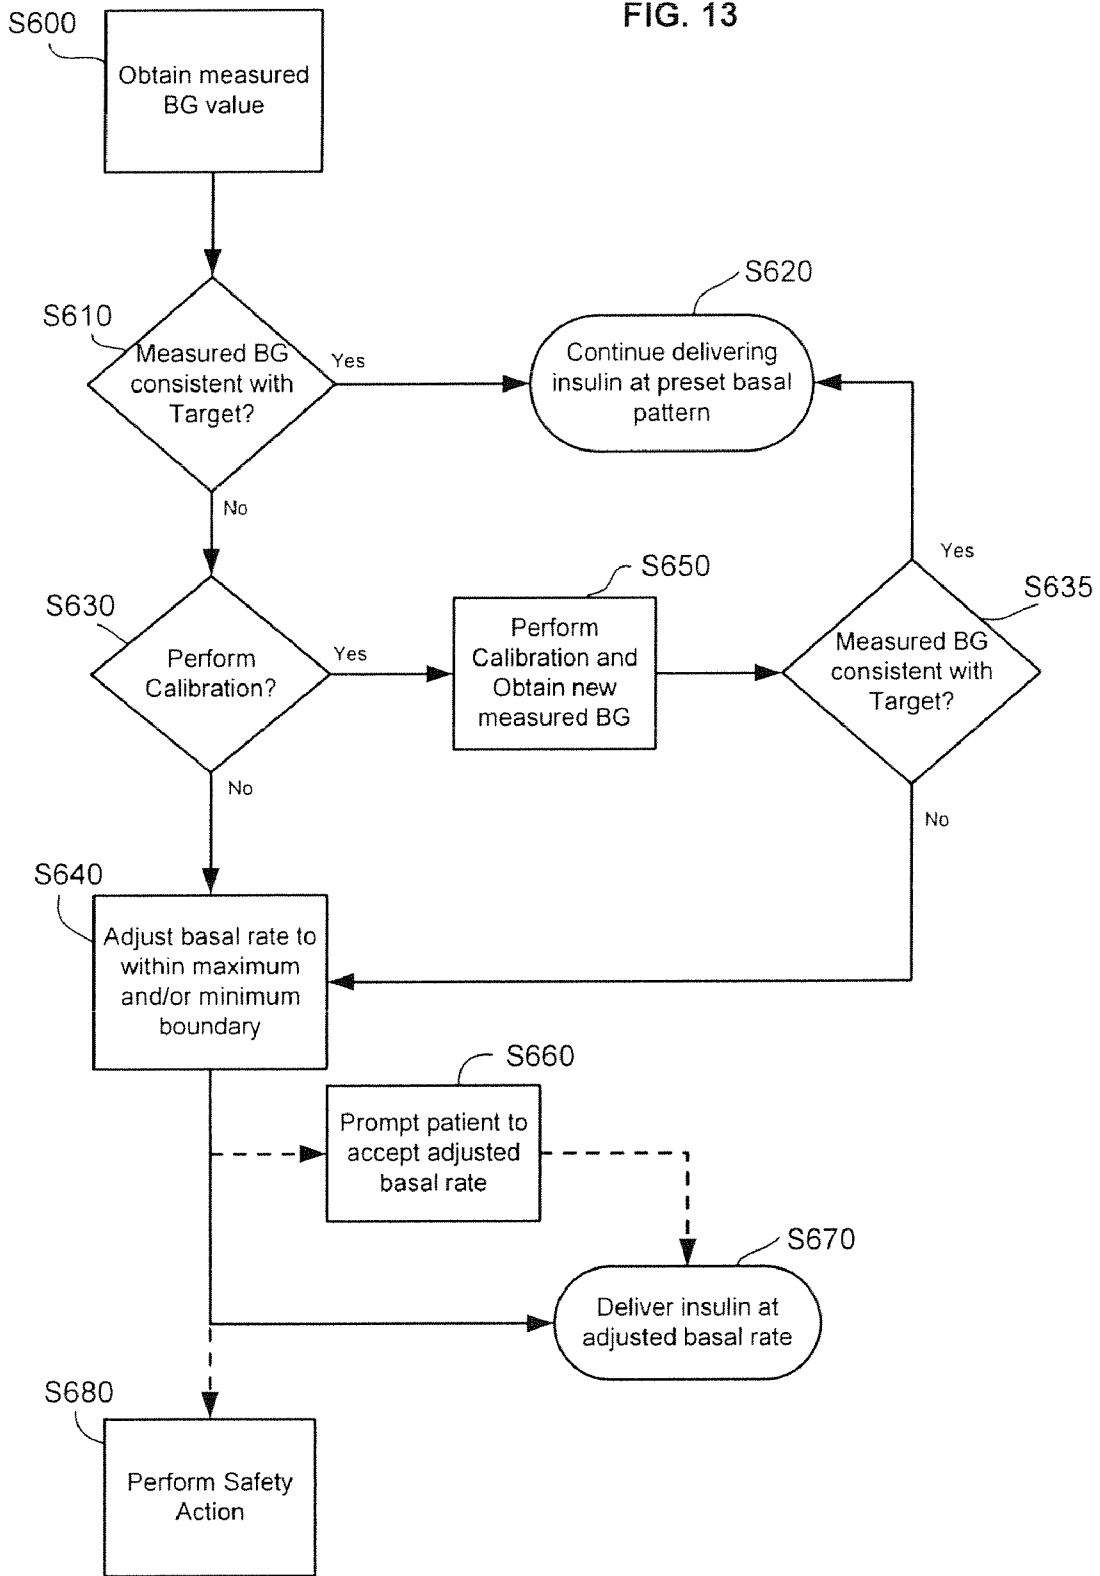 FIG. 13
S600
Obtain measured
BG value
S610
Measured BG
consistent with
Target?
Yes
No
S620
Continue delivering
insulin at preset basal
pattern
S630
Perform
Calibration?
Yes
No
S650
Perform
Calibration and
Obtain new
measured BG
S635
Measured BG
consistent with
Target?
Yes
No
S640
Adjust basal rate to
within maximum
and/or minimum
boundary
S660
Prompt patient to
accept adjusted
basal rate
S670
Deliver insulin at
adjusted basal rate
S680
Perform Safety
Action